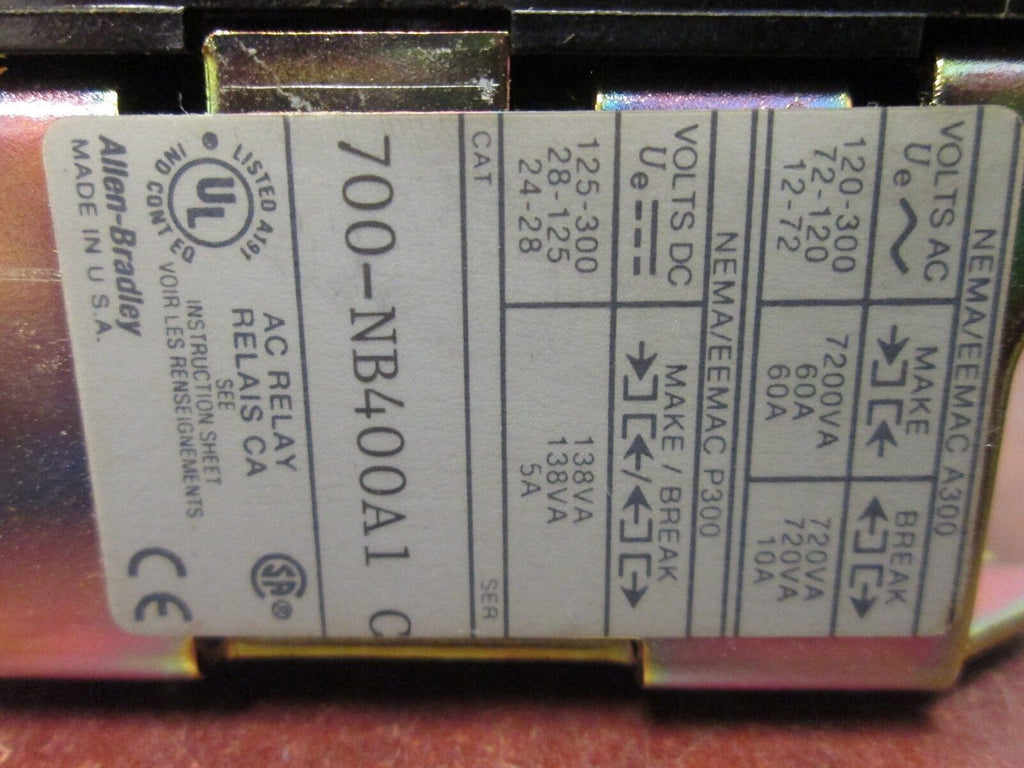 NEMA/EEMAC A300
VOLTS AC MAKE BREAK
Ue
120-300 7200VA 720VA
72-120 60A 720VA
12-72 60A 10A
NEMA/EEMAC P300
VOLTS DC MAKE / BREAK
Ue
125-300 138VA
28-125 138VA
24-28 5A
CAT SER
700-NB400A1 C
LISTED
UL
IND CONT EQ
AC RELAY
RELAIS CA
SEE
INSTRUCTION SHEET
VOIR LES RENSEIGNEMENTS
SA®
Allen-Bradley
MADE IN U.S.A.
CE